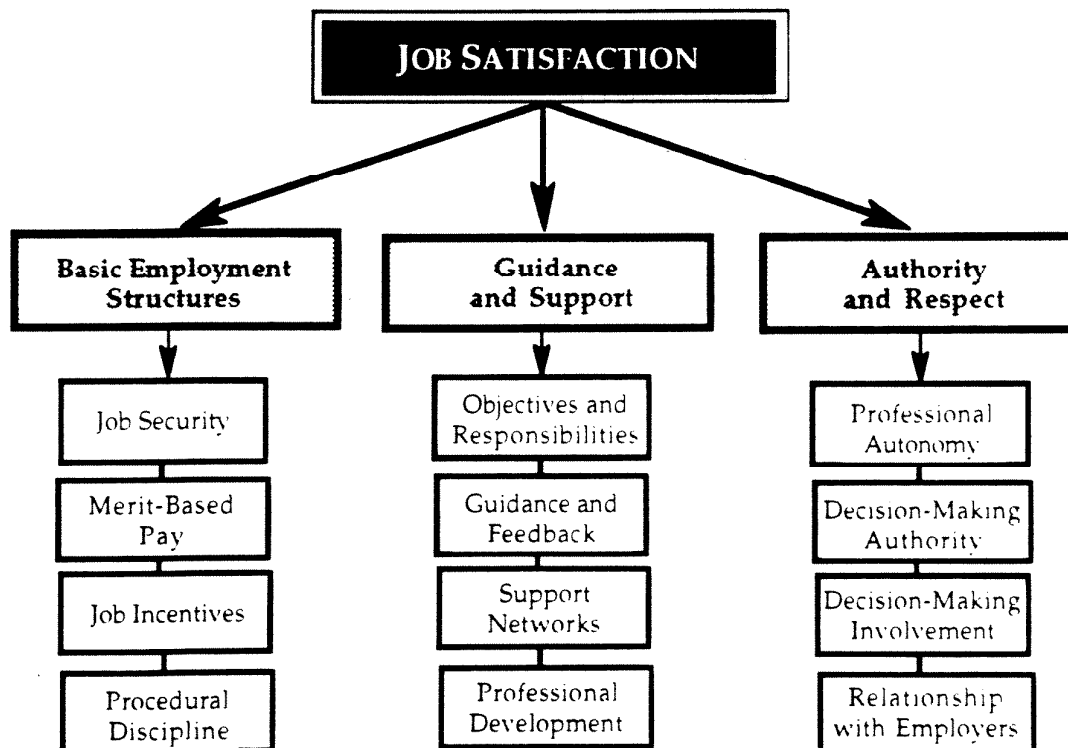 JOB SATISFACTION
Basic Employment
Structures
Job Security
Merit-Based
Pay
Job Incentives
Procedural
Discipline
Guidance
and Support
Objectives and
Responsibilities
Guidance and
Feedback
Support
Networks
Professional
Development
Authority
and Respect
Professional
Autonomy
Decision-Making
Authority
Decision-Making
Involvement
Relationship
with Employers